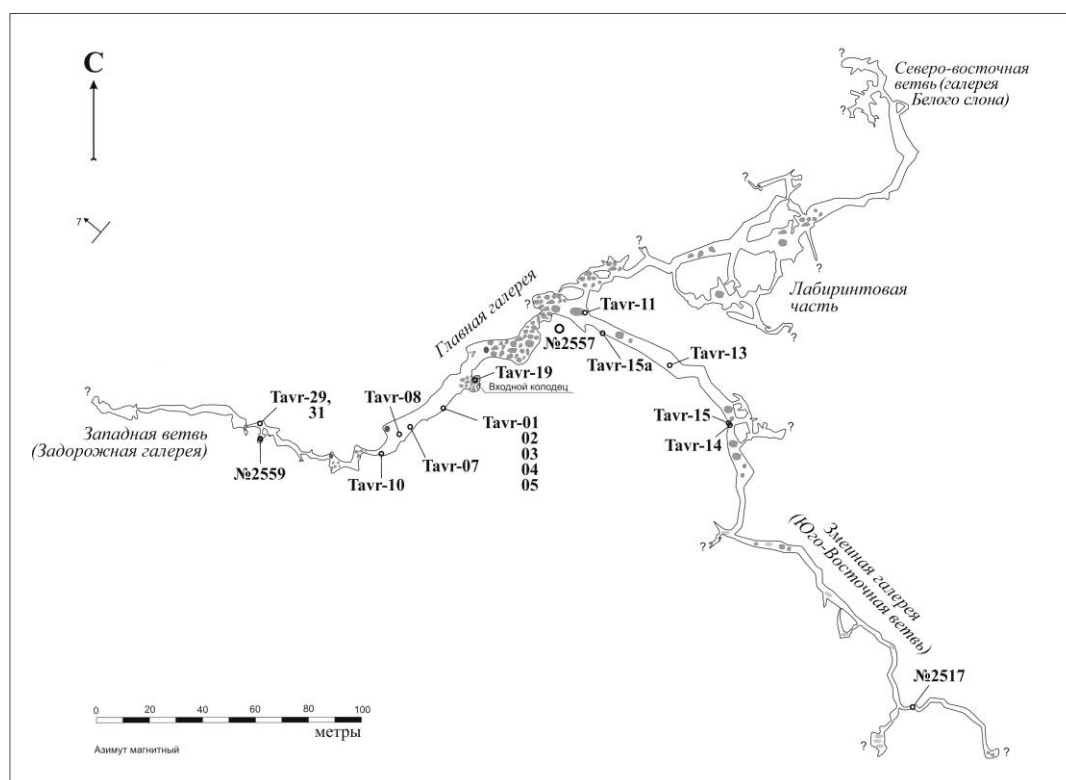 С
7
?
Северо-восточная
ветвь (галерея
Белого слона)
?
?
?
?
?
Лабиринтовая
часть
?
Главная галерея
?
Tavr-11
№2557
Tavr-15a
Tavr-13
Tavr-19
Входной колодец
?
Западная ветвь
(Задорожная галерея)
Tavr-29,
31
№2559
Tavr-08
Tavr-10
Tavr-07
Tavr-01
02
03
04
05
Tavr-15
Tavr-14
?
?
Змеиная галерея
(Юго-Восточная ветвь)
№2517
?
?
0 20 40 60 80 100
метры
Азимут магнитный